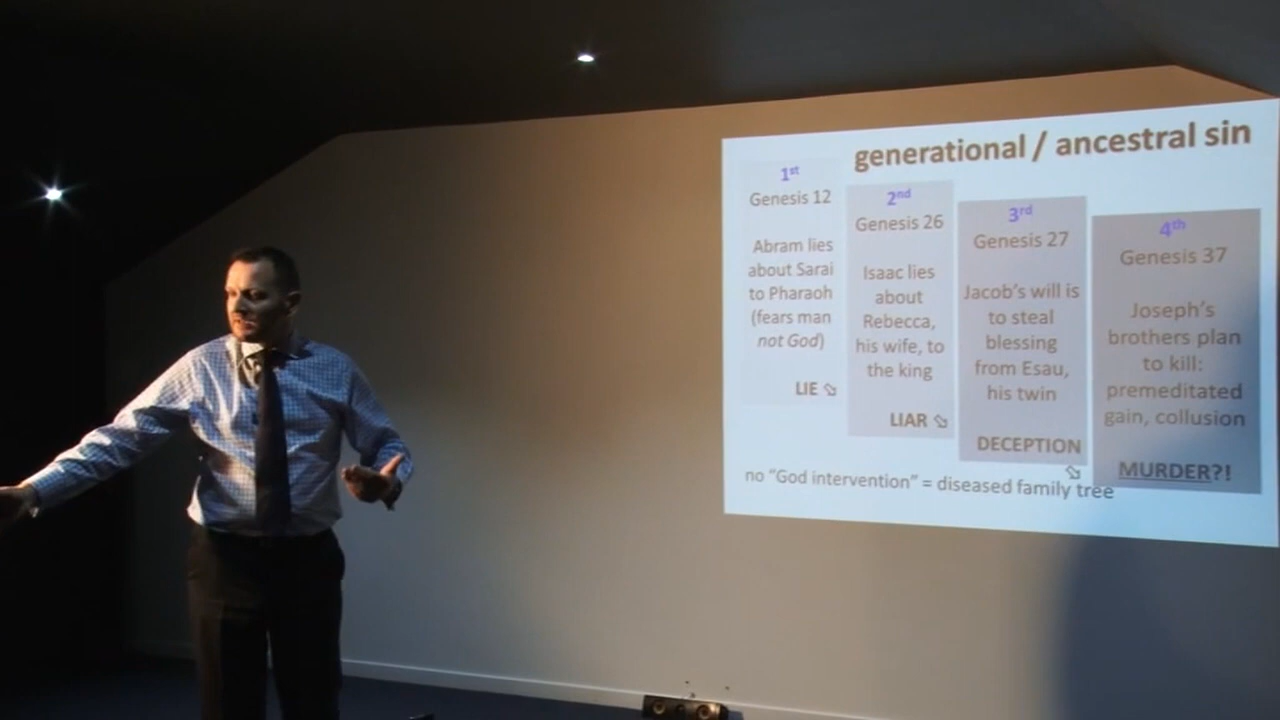 generational / ancestral sin
1st
Genesis 12
Abram lies
about Sarai
to Pharaoh
(fears man
not God)
LIE ⇘
2nd
Genesis 26
Isaac lies
about
Rebecca,
his wife, to
the king
LIAR ⇘
3rd
Genesis 27
Jacob's will is
to steal
blessing
from Esau,
his twin
DECEPTION
⇘
4th
Genesis 37
Joseph's
brothers plan
to kill:
premeditated
gain, collusion
MURDER?!
no "God intervention" = diseased family tree